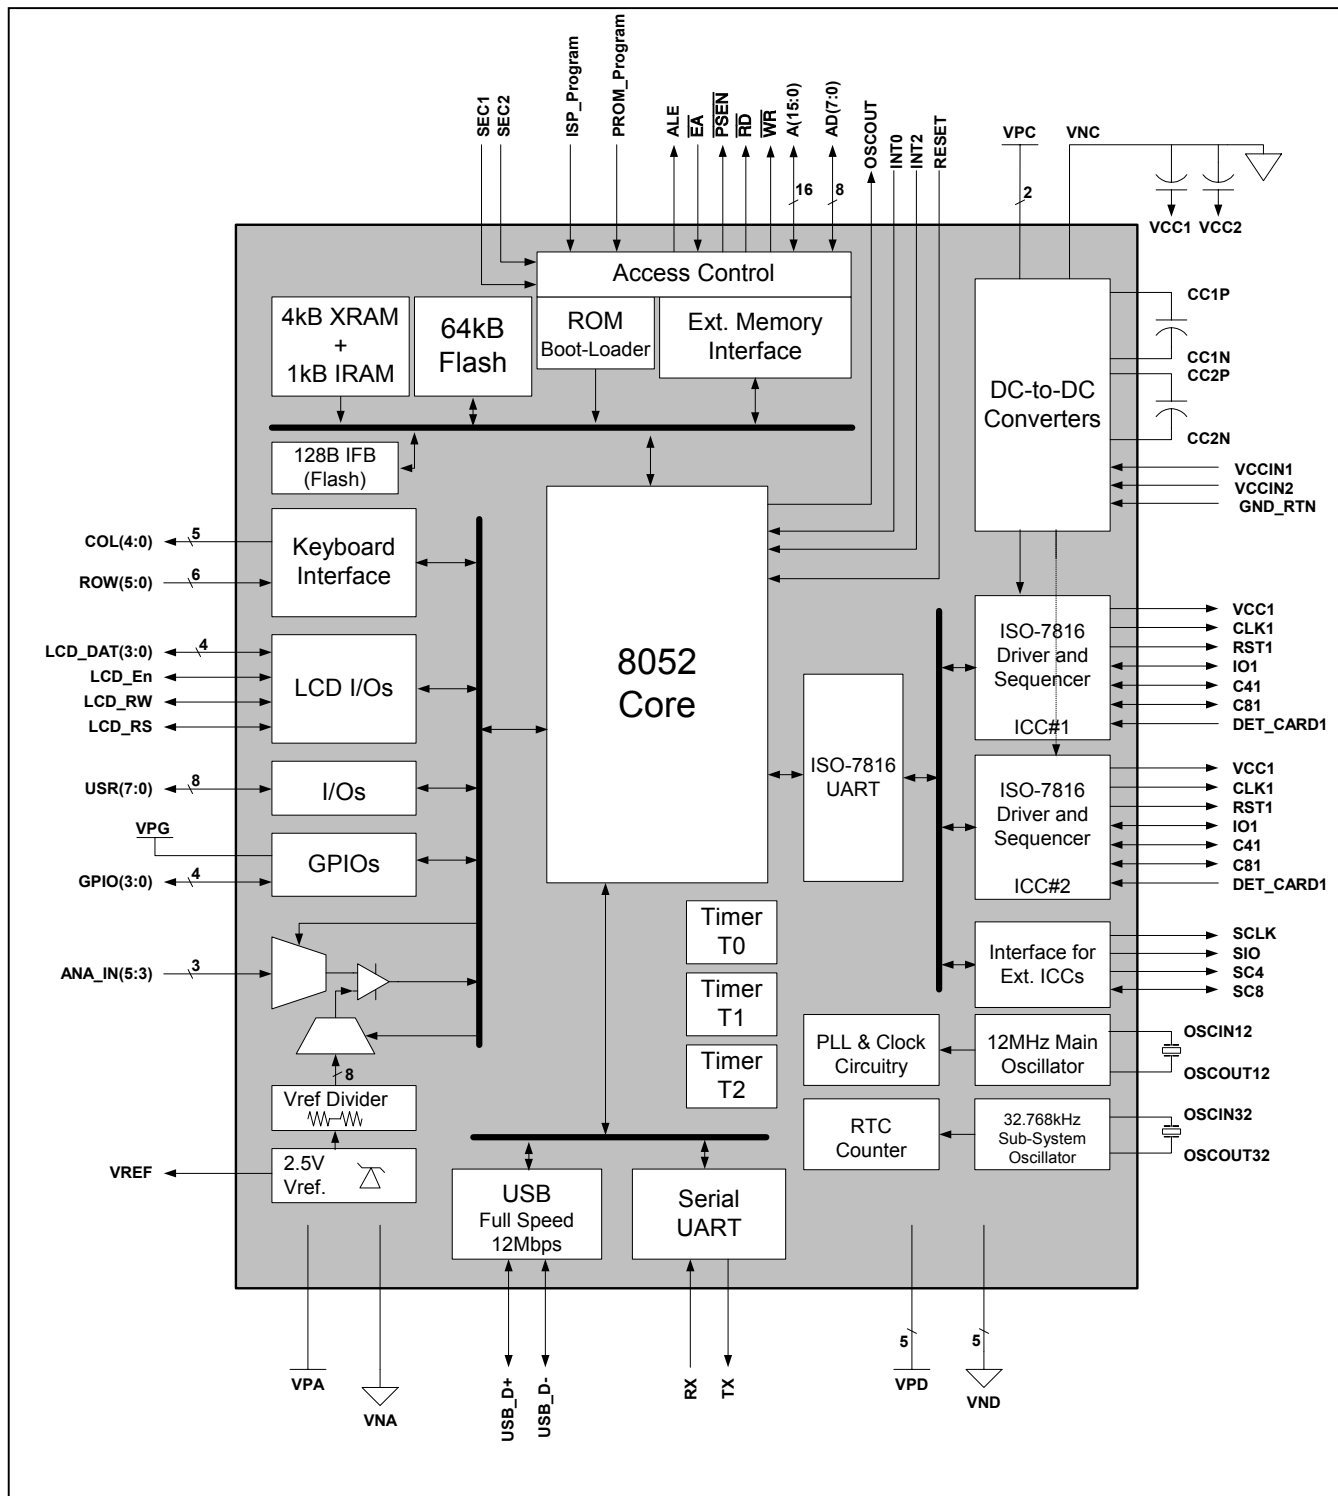 SEC1
SEC2
ISP_Program
PROM_Program
ALE
EA
PSEN
RD
WR
A(15:0)
AD(7:0)
OSCOUT
INT0
INT2
RESET
VPC
VNC
16
8
2
VCC1
VCC2
Access Control
4kB XRAM
+
1kB IRAM
64kB
Flash
ROM
Boot-Loader
Ext. Memory
Interface
DC-to-DC
Converters
CC1P
CC1N
CC2P
CC2N
VCCIN1
VCCIN2
GND_RTN
128B IFB
(Flash)
COL(4:0)
5
ROW(5:0)
6
Keyboard
Interface
LCD_DAT(3:0)
4
LCD_En
LCD_RW
LCD_RS
LCD I/Os
USR(7:0)
8
I/Os
VPG
GPIO(3:0)
4
GPIOs
ANA_IN(5:3)
3
8
Vref Divider
VREF
2.5V
Vref.
8052
Core
ISO-7816
UART
ISO-7816
Driver and
Sequencer
ICC#1
VCC1
CLK1
RST1
IO1
C41
C81
DET_CARD1
ISO-7816
Driver and
Sequencer
ICC#2
VCC1
CLK1
RST1
IO1
C41
C81
DET_CARD1
Interface for
Ext. ICCs
SCLK
SIO
SC4
SC8
Timer
T0
Timer
T1
Timer
T2
PLL & Clock
Circuitry
12MHz Main
Oscillator
OSCIN12
OSCOUT12
RTC
Counter
32.768kHz
Sub-System
Oscillator
OSCIN32
OSCOUT32
USB
Full Speed
12Mbps
Serial
UART
VPA
VNA
USB_D+
USB_D-
RX
TX
5
VPD
5
VND